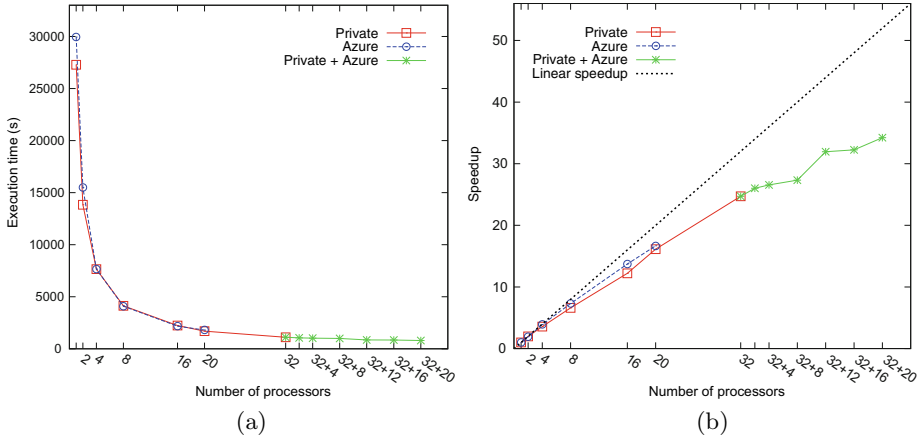 30000
25000
20000
15000
10000
5000
0
Execution time (s)
Private
Azure
Private + Azure
2
4
8
16
20
32
32+4
32+8
32+12
32+16
32+20
Number of processors
(a)
50
40
30
20
10
0
Speedup
Private
Azure
Private + Azure
Linear speedup
2
4
8
16
20
32
32+4
32+8
32+12
32+16
32+20
Number of processors
(b)